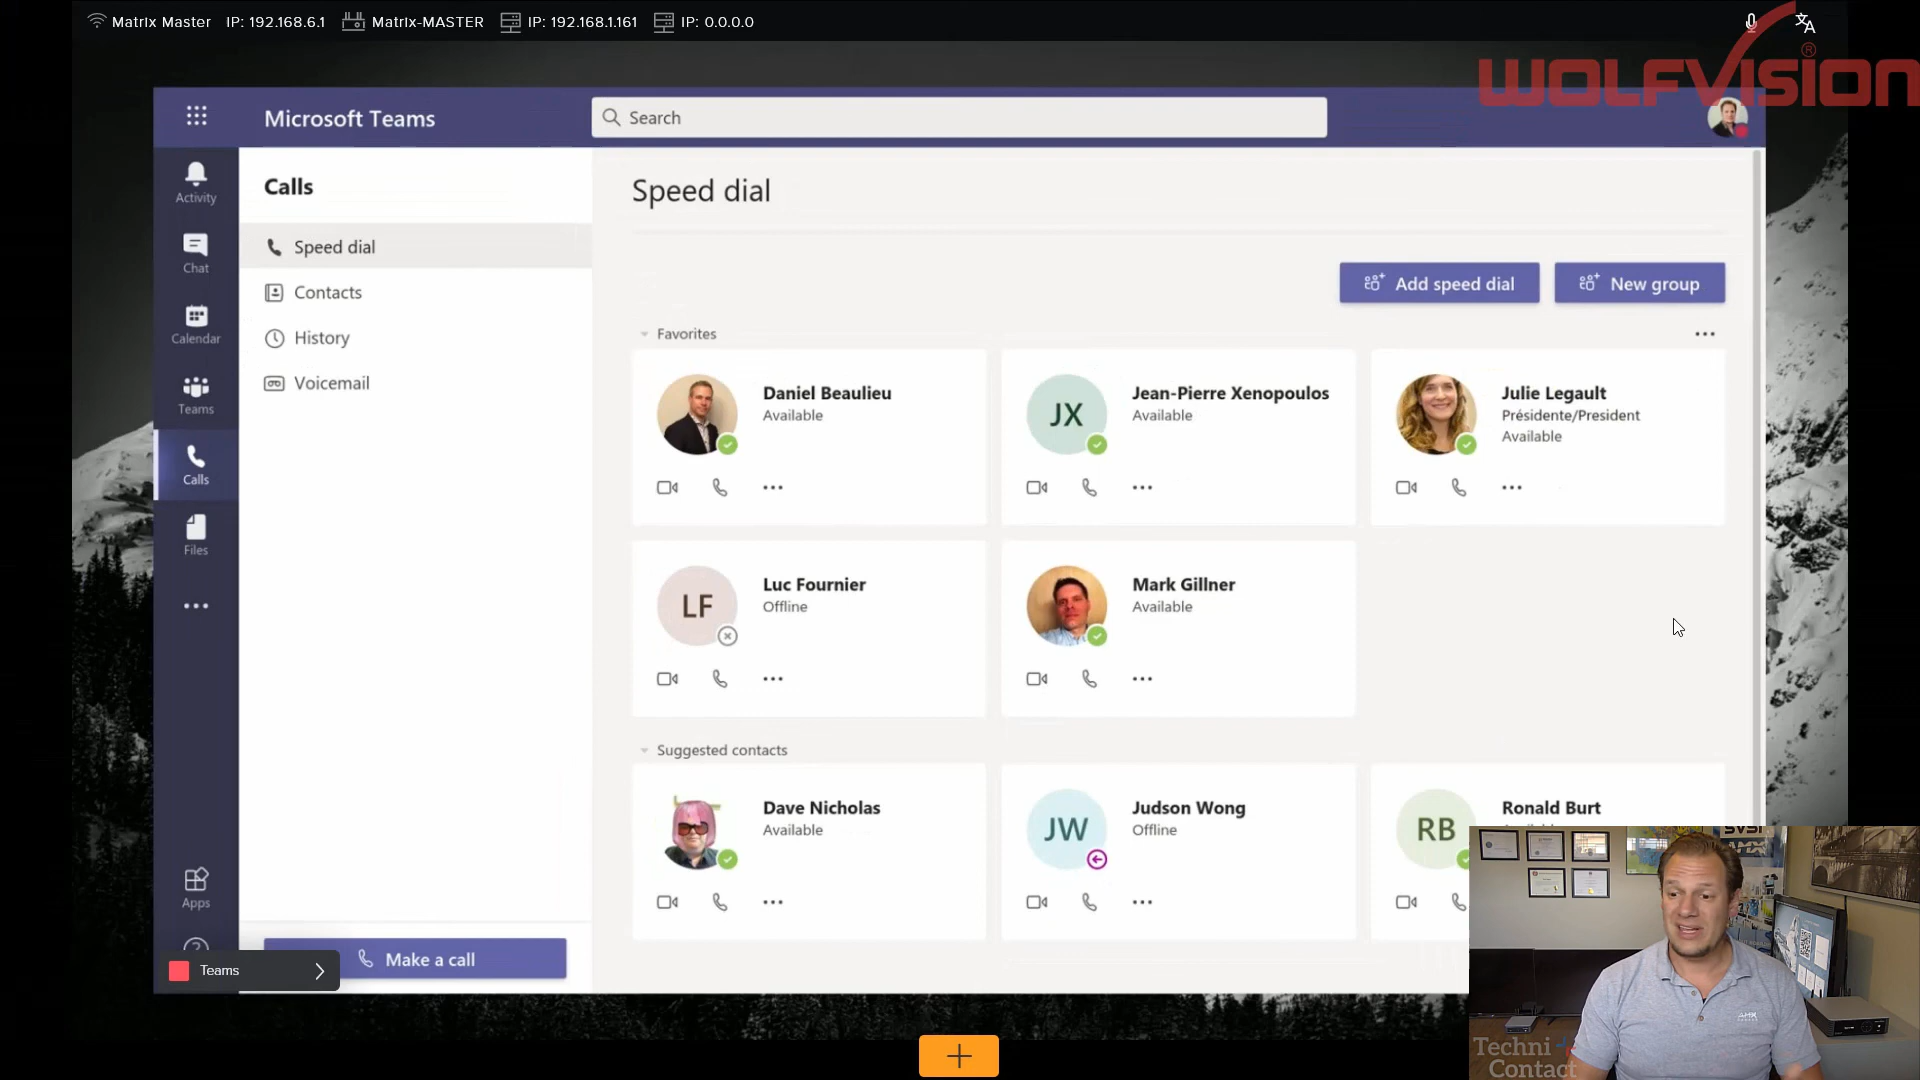 Matrix Master IP: 192.168.6.1 Matrix-MASTER IP: 192.168.1.161 IP: 0.0.0.0
WOLFVISION®
Microsoft Teams
Search
Activity
Chat
Calendar
Teams
Calls
Files
Apps
Calls
Speed dial
Contacts
History
Voicemail
Make a call
Teams
Speed dial
Add speed dial
New group
Favorites
Daniel Beaulieu
Available
JX
Jean-Pierre Xenopoulos
Available
Julie Legault
Présidente/President
Available
LF
Luc Fournier
Offline
Mark Gillner
Available
Suggested contacts
Dave Nicholas
Available
JW
Judson Wong
Offline
RB
Ronald Burt
SVSI
AMX
AMX
Techni
Contact